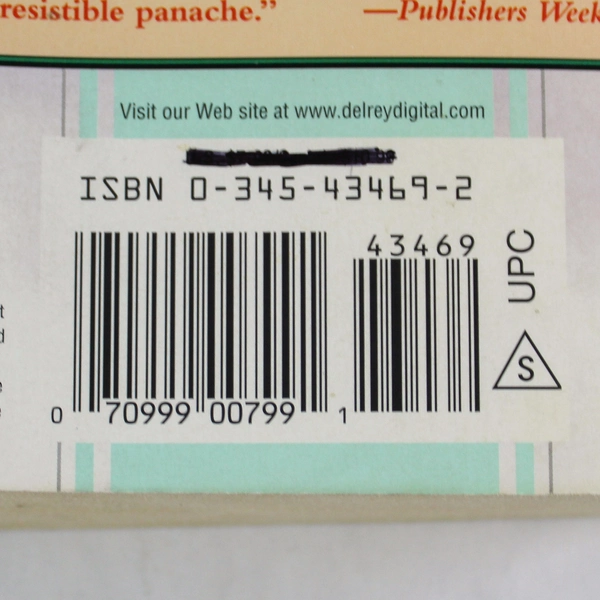 resistible panache.”
—Publishers Week
Visit our Web site at www.delreydigital.com
ISBN 0-345-43469-2
43469
UPC
S
0 70999 00799 1